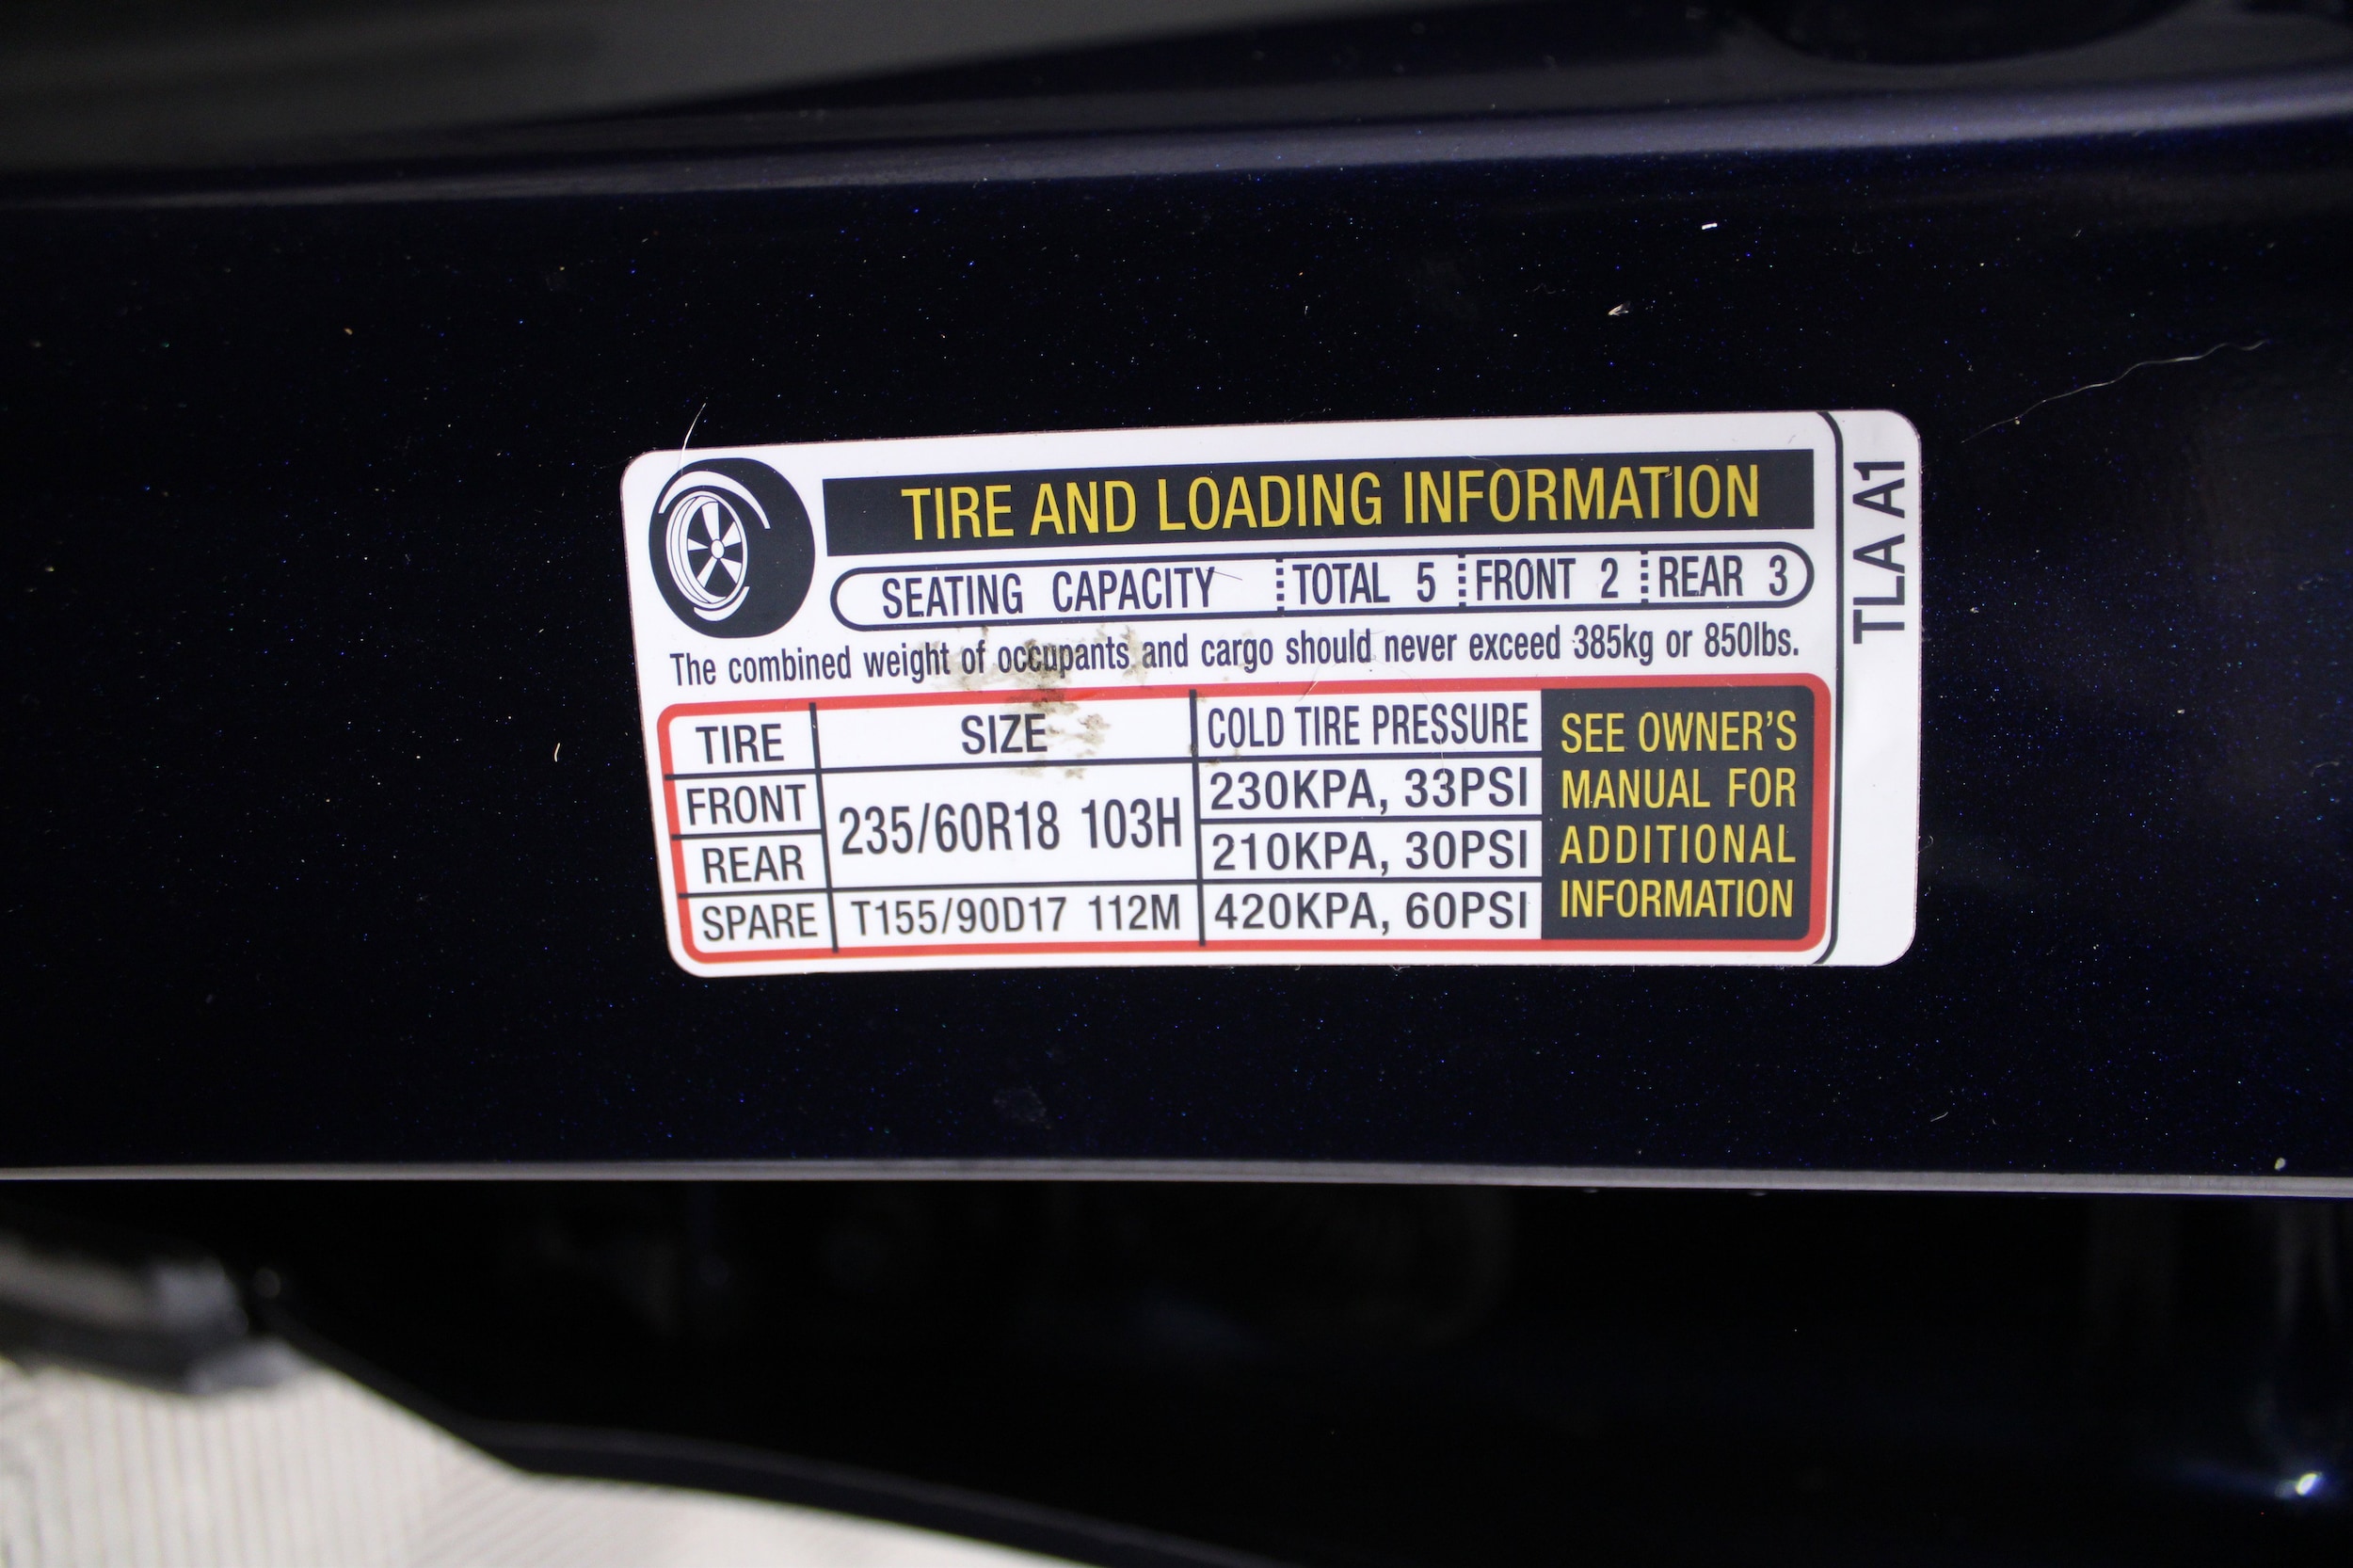 TIRE AND LOADING INFORMATION
SEATING CAPACITY TOTAL 5 FRONT 2 REAR 3
The combined weight of occupants and cargo should never exceed 385kg or 850lbs.
TIRE SIZE COLD TIRE PRESSURE
FRONT 235/60R18 103H 230KPA, 33PSI
REAR 210KPA, 30PSI
SPARE T155/90D17 112M 420KPA, 60PSI
SEE OWNER'S
MANUAL FOR
ADDITIONAL
INFORMATION
TLA A1